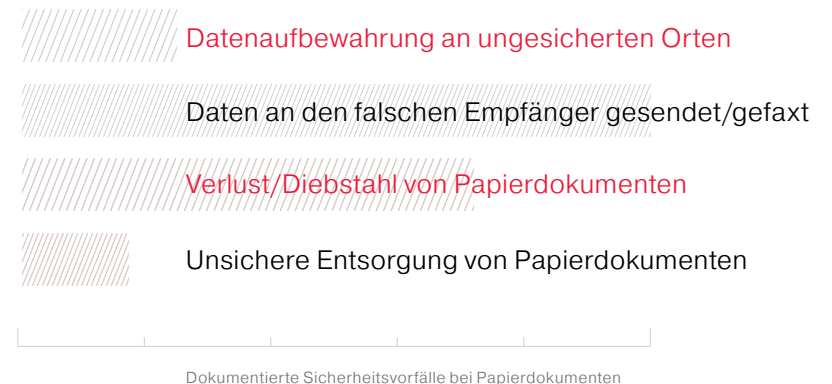 Datenaufbewahrung an ungesicherten Orten
Daten an den falschen Empfänger gesendet/gefaxt
Verlust/Diebstahl von Papierdokumenten
Unsichere Entsorgung von Papierdokumenten
Dokumentierte Sicherheitsvorfälle bei Papierdokumenten